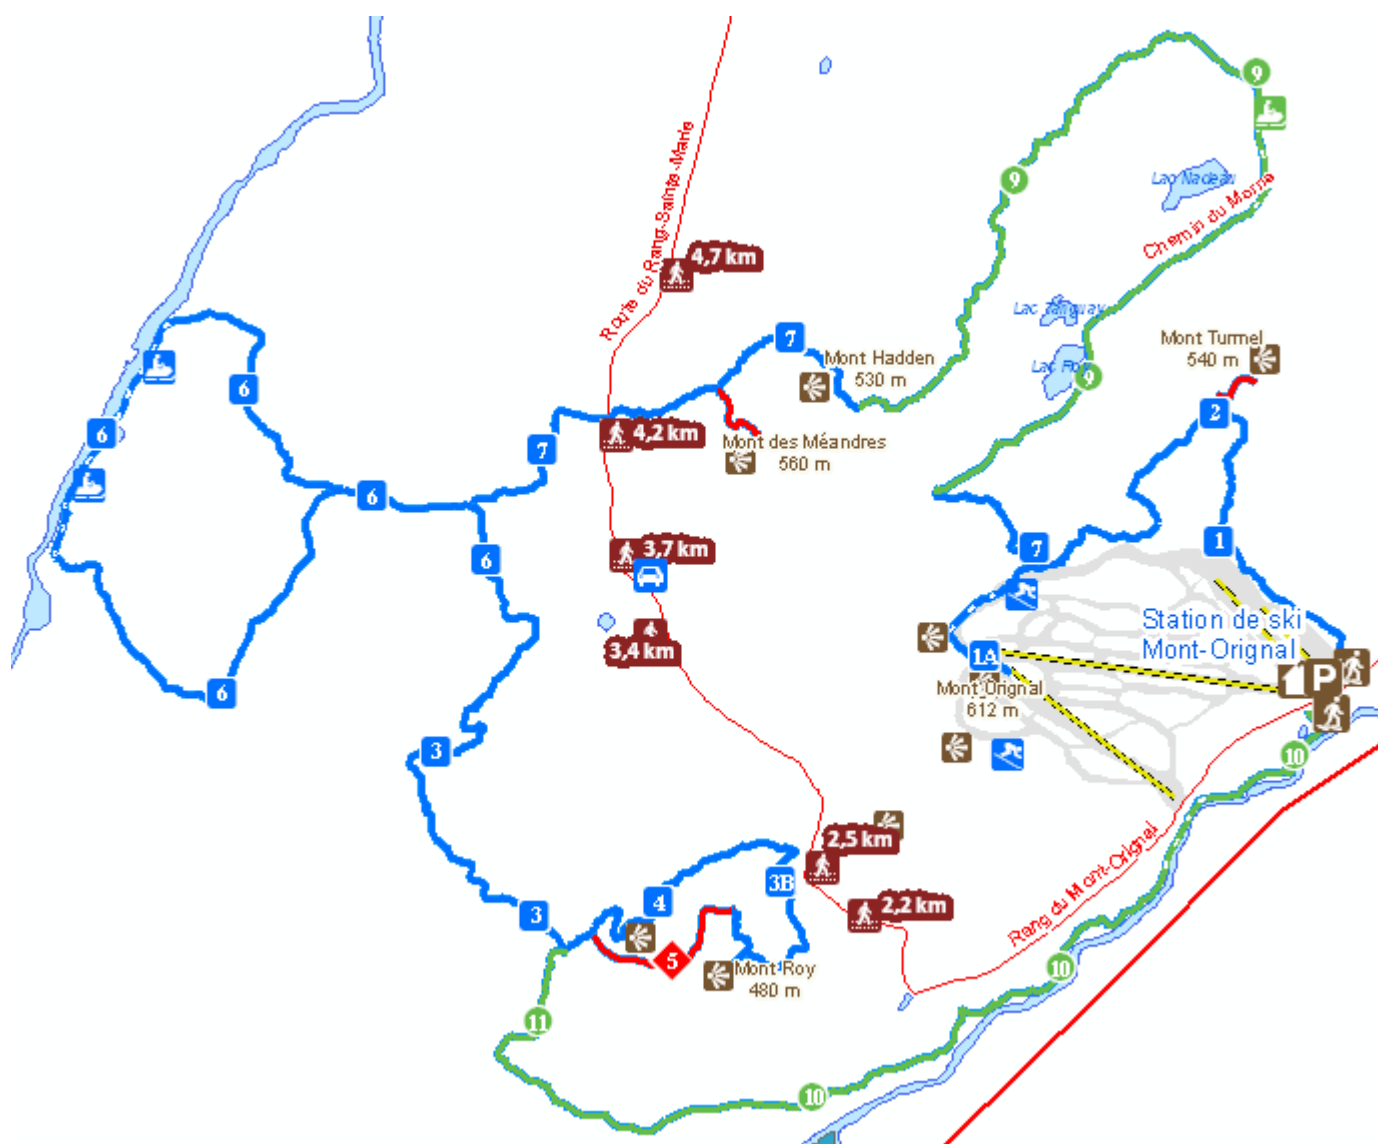 9
9
Lac Nadeau
Route du Rang-Sainte-Marie
Chemin du Morne
4,7 km
Lac Tanguay
7
Mont Hadden
530 m
Mont Turmel
540 m
Lac Roy
9
6
2
6
4,2 km
Mont des Méandres
560 m
7
6
1
7
3,7 km
6
Station de ski
Mont-Orignal
3,4 km
1A
P
Mont Orignal
612 m
6
3
10
2,5 km
Rang du Mont-Orignal
3B
4
2,2 km
3
5
Mont Roy
480 m
10
11
10